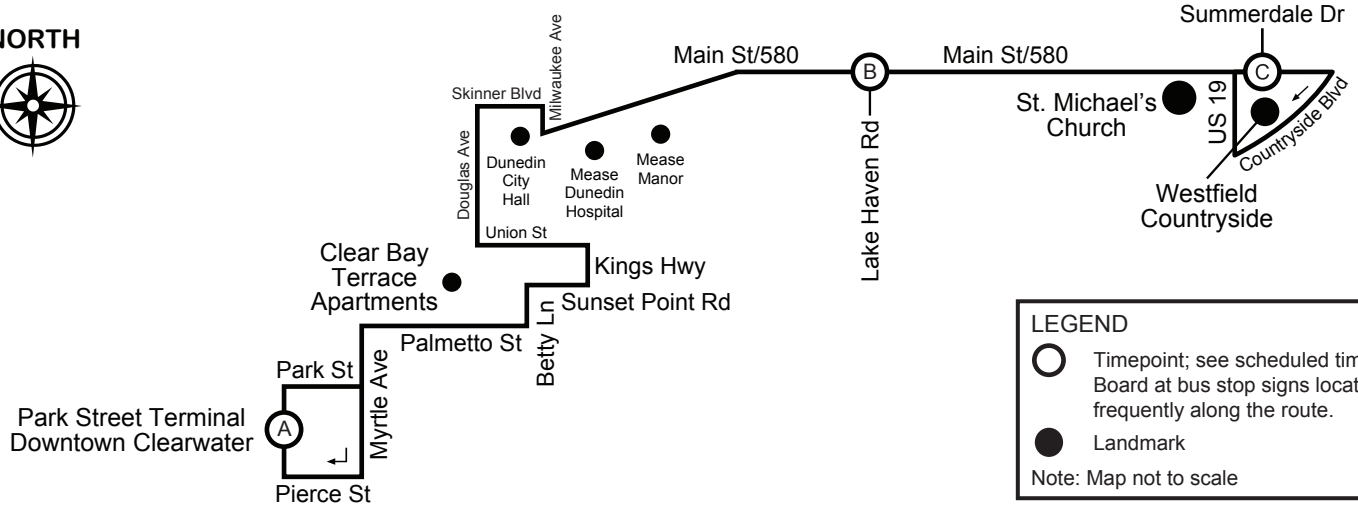 NORTH
Summerdale Dr
Main St/580
Main St/580
Milwaukee Ave
Skinner Blvd
B
C
St. Michael's
Church
US 19
Countryside Blvd
Westfield
Countryside
Lake Haven Rd
Douglas Ave
Dunedin
City
Hall
Mease
Dunedin
Hospital
Mease
Manor
Union St
Clear Bay
Terrace
Apartments
Kings Hwy
Sunset Point Rd
Betty Ln
Palmetto St
Park St
Myrtle Ave
Park Street Terminal
Downtown Clearwater
A
Pierce St
LEGEND
Timepoint; see scheduled tim
Board at bus stop signs locat
frequently along the route.
Landmark
Note: Map not to scale